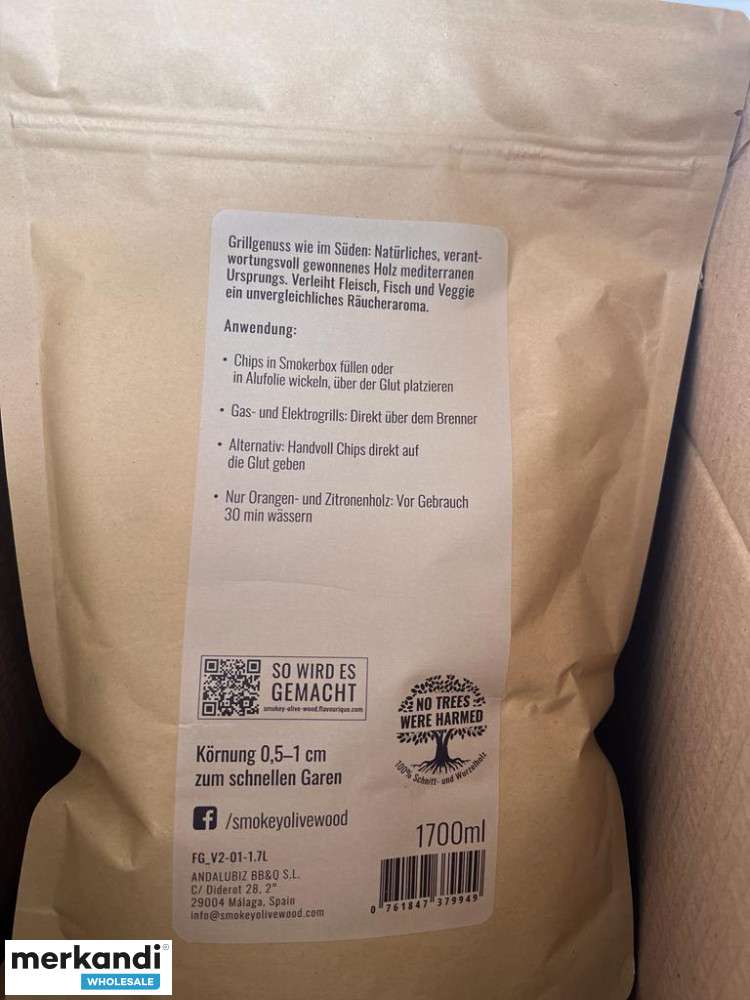 Grillgenuss wie im Süden: Natürliches, verant-
wortungsvoll gewonnenes Holz mediterranen
Ursprungs. Verleiht Fleisch, Fisch und Veggie
ein unvergleichliches Räucheraroma.
Anwendung:
• Chips in Smokerbox füllen oder
in Alufolie wickeln, über der Glut platzieren
• Gas- und Elektrogrills: Direkt über dem Brenner
• Alternativ: Handvoll Chips direkt auf
die Glut geben
• Nur Orangen- und Zitronenholz: Vor Gebrauch
30 min wässern
SO WIRD ES
GEMACHT
smokey-olive-wood.flavourique.com
NO TREES
WERE HARMED
100% Schnitt- und Wurzelholz
Körnung 0,5–1 cm
zum schnellen Garen
/smokeyolivewood
1700ml
FG_V2-01-1.7L
ANDALUBIZ BB&Q S.L.
C/ Diderot 28, 2"
29004 Málaga, Spain
info@smokeyolivewood.com
0 761847 379949
merkandi®
WHOLESALE